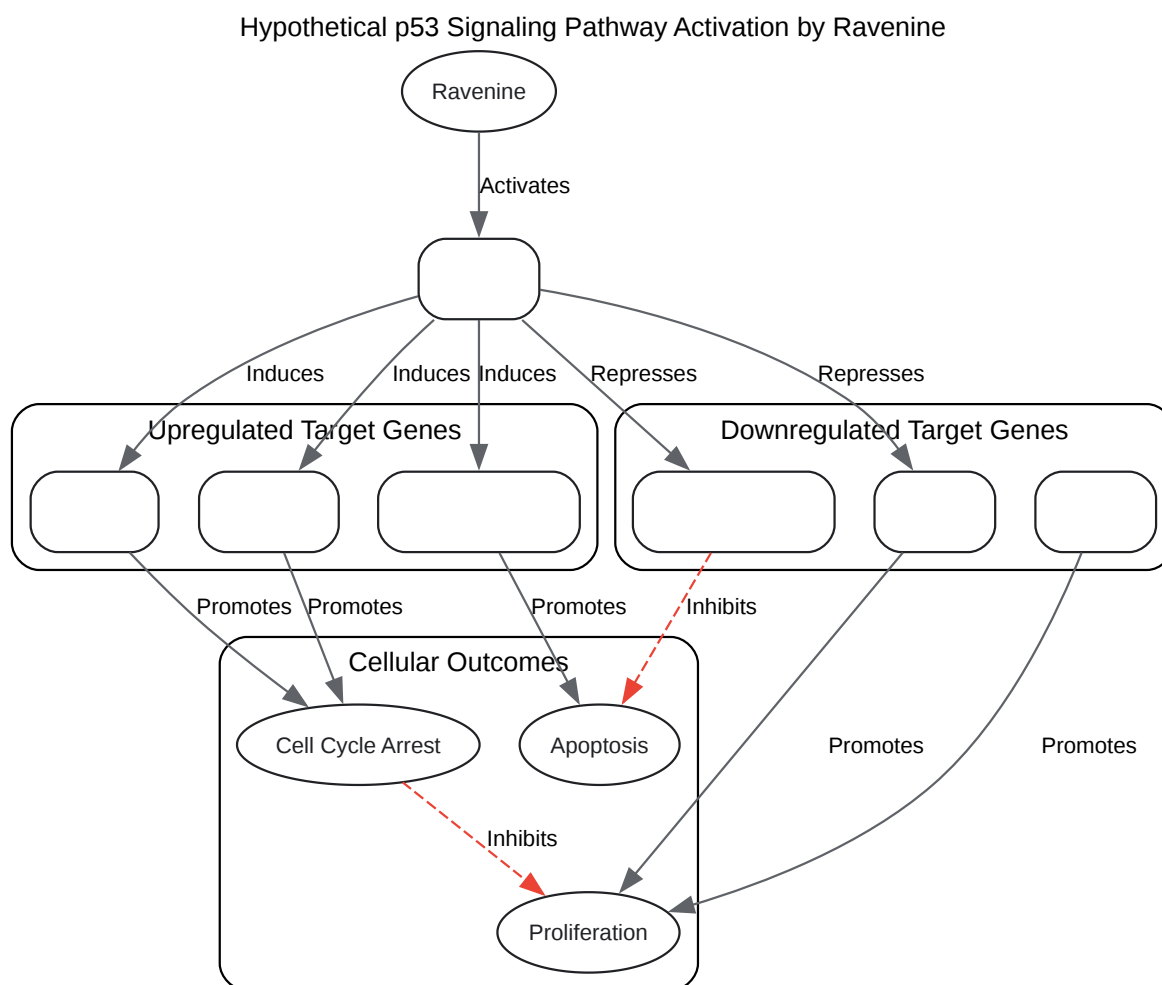 Hypothetical p53 Signaling Pathway Activation by Ravenine
Ravenine
Activates
Induces
Induces
Induces
Represses
Represses
Upregulated Target Genes
Downregulated Target Genes
Promotes
Promotes
Promotes
Inhibits
Cellular Outcomes
Cell Cycle Arrest
Apoptosis
Promotes
Promotes
Inhibits
Proliferation